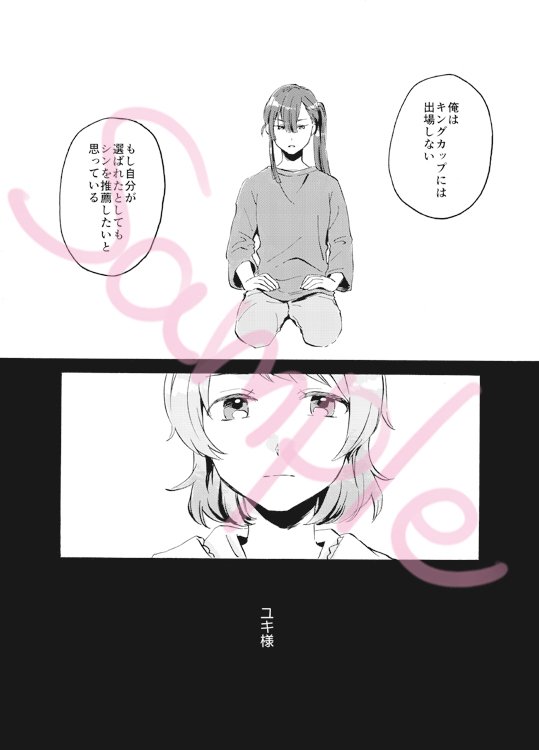 俺は
キングカップには
出場しない
もし自分が
選ばれたとしても
シンを推薦したいと
思っている
ユキ様
Sample